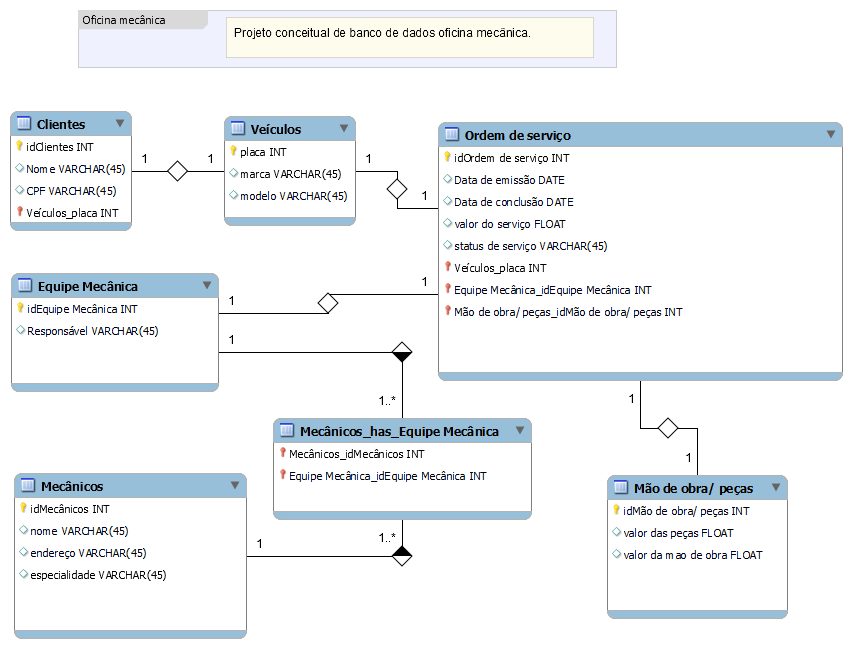 Oficina mecânica
Projeto conceitual de banco de dados oficina mecânica.
Clientes
idClientes INT
Nome VARCHAR(45)
CPF VARCHAR(45)
Veículos_placa INT
1
1
Veículos
placa INT
marca VARCHAR(45)
modelo VARCHAR(45)
1
1
Ordem de serviço
idOrdem de serviço INT
Data de emissão DATE
Data de conclusão DATE
valor do serviço FLOAT
status de serviço VARCHAR(45)
Veículos_placa INT
Equipe Mecânica_idEquipe Mecânica INT
Mão de obra/ peças_idMão de obra/ peças INT
Equipe Mecânica
idEquipe Mecânica INT
Responsável VARCHAR(45)
1
1
1
1..*
Mecânicos_has_Equipe Mecânica
Mecânicos_idMecânicos INT
Equipe Mecânica_idEquipe Mecânica INT
1..*
1
Mecânicos
idMecânicos INT
nome VARCHAR(45)
endereço VARCHAR(45)
especialidade VARCHAR(45)
1
1
Mão de obra/ peças
idMão de obra/ peças INT
valor das peças FLOAT
valor da mao de obra FLOAT